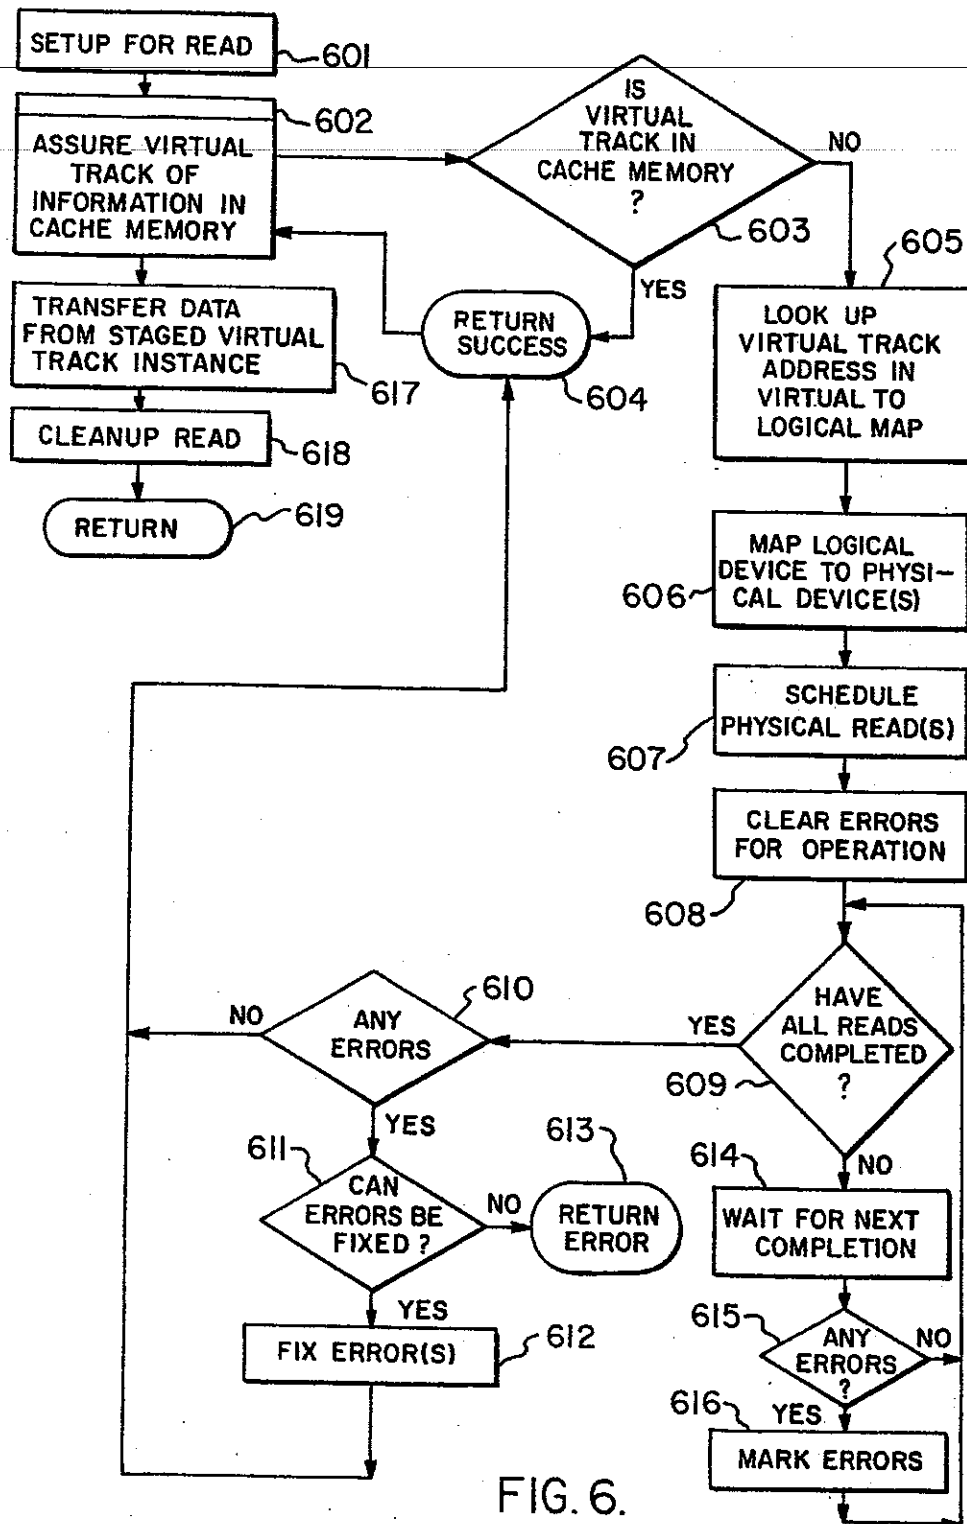 SETUP FOR READ
601
602
ASSURE VIRTUAL
TRACK OF
INFORMATION IN
CACHE MEMORY
TRANSFER DATA
FROM STAGED VIRTUAL
TRACK INSTANCE
617
CLEANUP READ
618
RETURN
619
IS
VIRTUAL
TRACK IN
CACHE MEMORY
?
603
NO
YES
RETURN
SUCCESS
604
605
LOOK UP
VIRTUAL TRACK
ADDRESS IN
VIRTUAL TO
LOGICAL MAP
MAP LOGICAL
DEVICE TO PHYSI-
CAL DEVICE(S)
606
SCHEDULE
PHYSICAL READ(S)
607
CLEAR ERRORS
FOR OPERATION
608
HAVE
ALL READS
COMPLETED
?
609
YES
NO
610
ANY
ERRORS
NO
YES
611
CAN
ERRORS BE
FIXED ?
NO
YES
613
RETURN
ERROR
FIX ERROR(S)
612
614
WAIT FOR NEXT
COMPLETION
615
ANY
ERRORS
?
NO
YES
616
MARK ERRORS
FIG. 6.